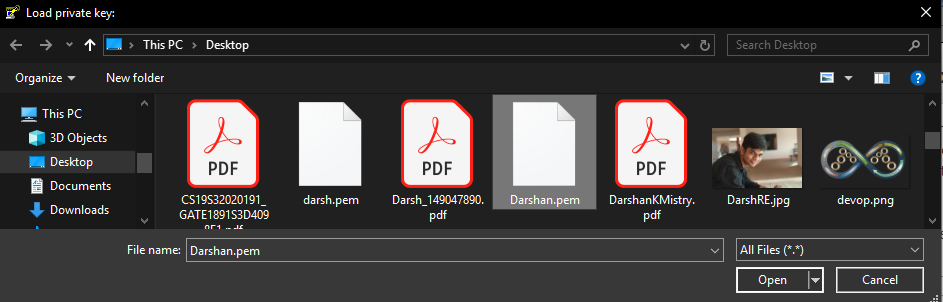 Load private key:
This PC
Desktop
Search Desktop
Organize
New folder
This PC
3D Objects
Desktop
Documents
Downloads
PDF
CS19S32020191_
GATE1891S3D409
darsh.pem
PDF
Darsh_149047890.
pdf
Darshan.pem
PDF
DarshanKMistry.
pdf
DarshRE.jpg
devop.png
File name:
Darshan.pem
All Files (*.*)
Open
Cancel